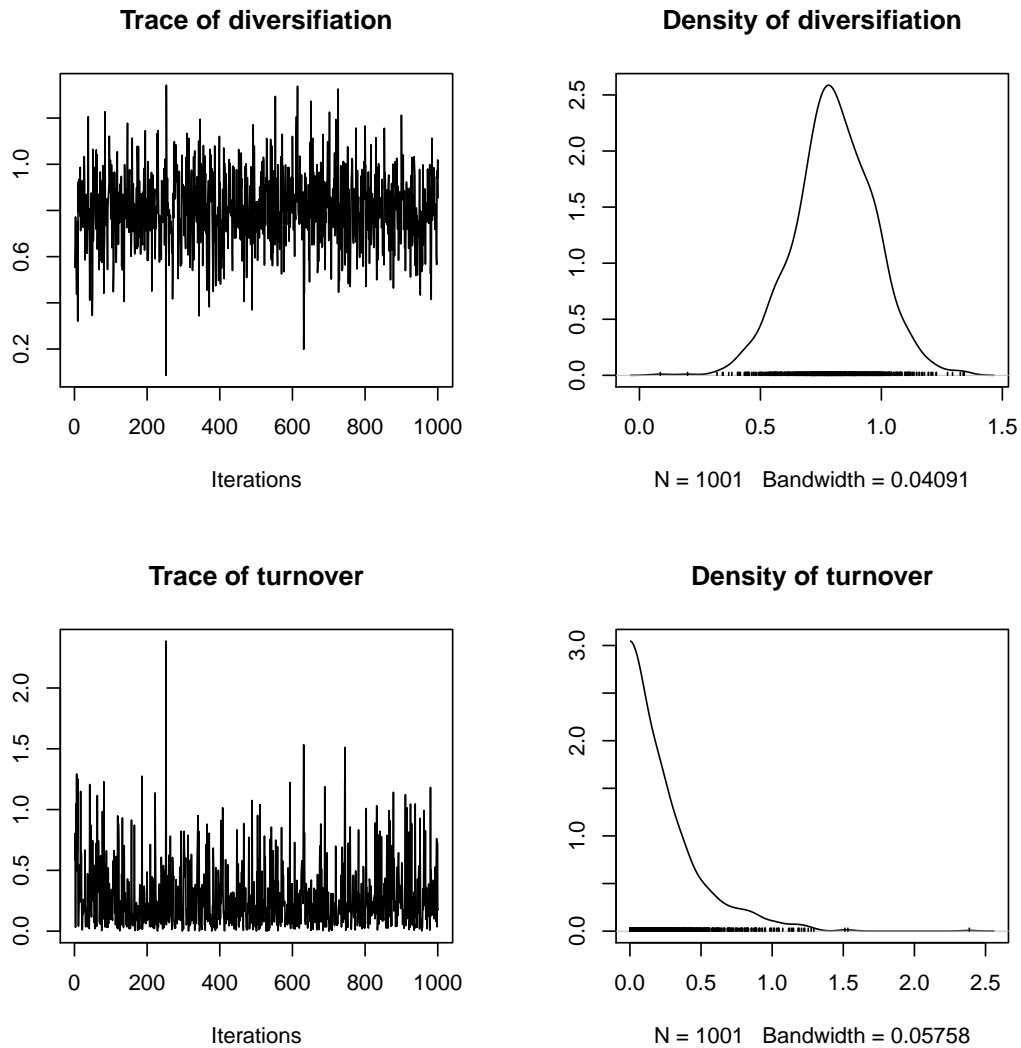 Trace of diversifiation
Density of diversifiation
0.2 0.6 1.0
0 200 400 600 800 1000
Iterations
0.0 0.5 1.0 1.5 2.0 2.5
0.0 0.5 1.0 1.5
N = 1001 Bandwidth = 0.04091
Trace of turnover
Density of turnover
0.0 0.5 1.0 1.5 2.0
0 200 400 600 800 1000
Iterations
0.0 1.0 2.0 3.0
0.0 0.5 1.0 1.5 2.0 2.5
N = 1001 Bandwidth = 0.05758